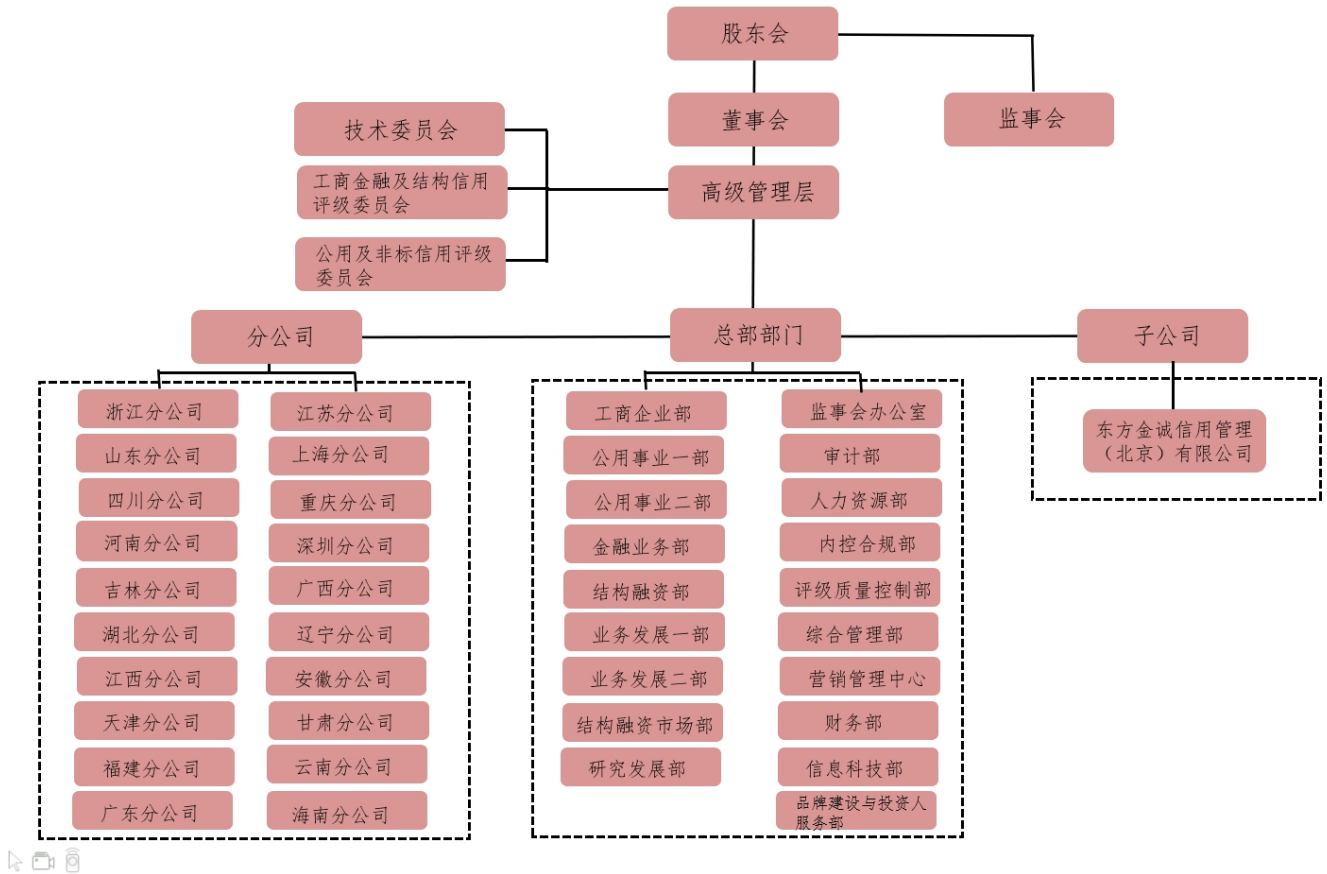 股东会
董事会
监事会
技术委员会
工商金融及结构信用
评级委员会
高级管理层
公用及非标信用评级
委员会
分公司
总部部门
子公司
浙江分公司
江苏分公司
山东分公司
上海分公司
四川分公司
重庆分公司
河南分公司
深圳分公司
吉林分公司
广西分公司
湖北分公司
辽宁分公司
江西分公司
安徽分公司
天津分公司
甘肃分公司
福建分公司
云南分公司
广东分公司
海南分公司
工商企业部
监事会办公室
公用事业一部
审计部
公用事业二部
人力资源部
金融业务部
内控合规部
结构融资部
评级质量控制部
业务发展一部
综合管理部
业务发展二部
营销管理中心
结构融资市场部
财务部
研究发展部
信息科技部
品牌建设与投资人
服务部
东方金诚信用管理
（北京）有限公司